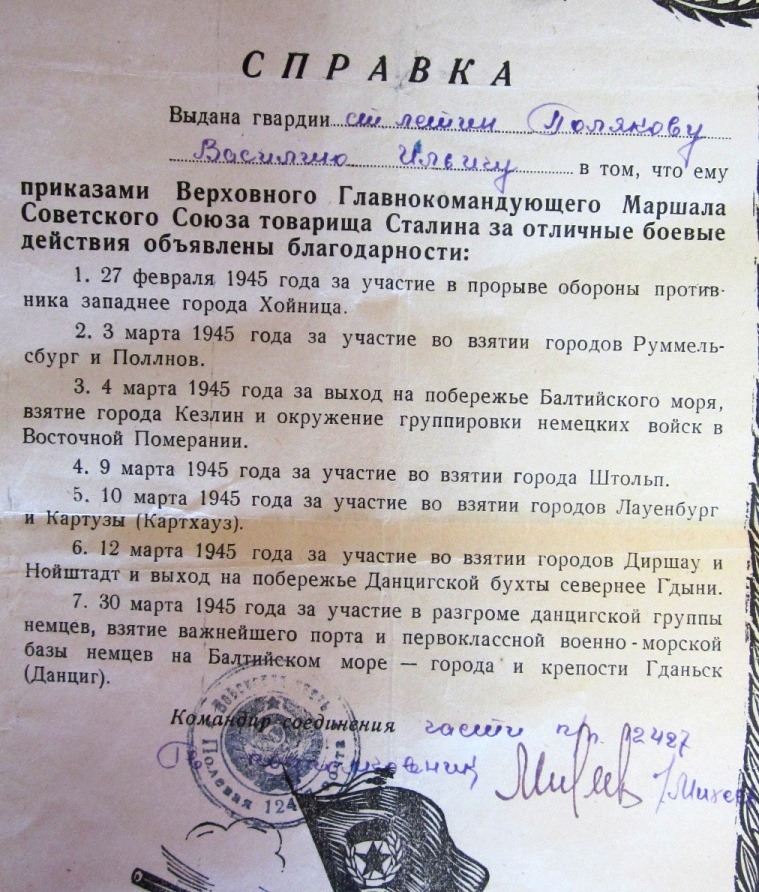 СПРАВКА
Выдана гвардии ст. лейтен Полякову
Василию Ильичу в том, что ему
приказами Верховного Главнокомандующего Маршала
Советского Союза товарища Сталина за отличные боевые
действия объявлены благодарности:
1. 27 февраля 1945 года за участие в прорыве обороны против-
ника западнее города Хойница.
2. 3 марта 1945 года за участие во взятии городов Руммель-
сбург и Поллнов.
3. 4 марта 1945 года за выход на побережье Балтийского моря,
взятие города Кезлин и окружение группировки немецких войск в
Восточной Померании.
4. 9 марта 1945 года за участие во взятии города Штольп.
5. 10 марта 1945 года за участие во взятии городов Лауенбург
и Картузы (Картхауз).
6. 12 марта 1945 года за участие во взятии городов Диршау и
Нойштадт и выход на побережье Данцигской бухты севернее Гдыни.
7. 30 марта 1945 года за участие в разгроме данцигской группы
немцев, взятие важнейшего порта и первоклассной военно-морской
базы немцев на Балтийском море — города и крепости Гданьск
(Данциг).
Командир соединения части п/п. 12427
подполковник
Полевая почта